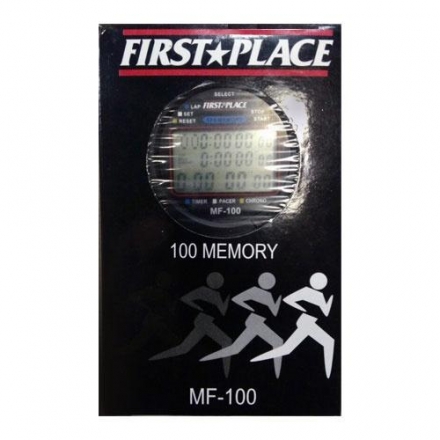 FIRST★PLACE
SELECT
LAP FIRST PLACE
SET
RESET START
TIMER PACER CHRONO
MF-100
100 MEMORY
MF-100